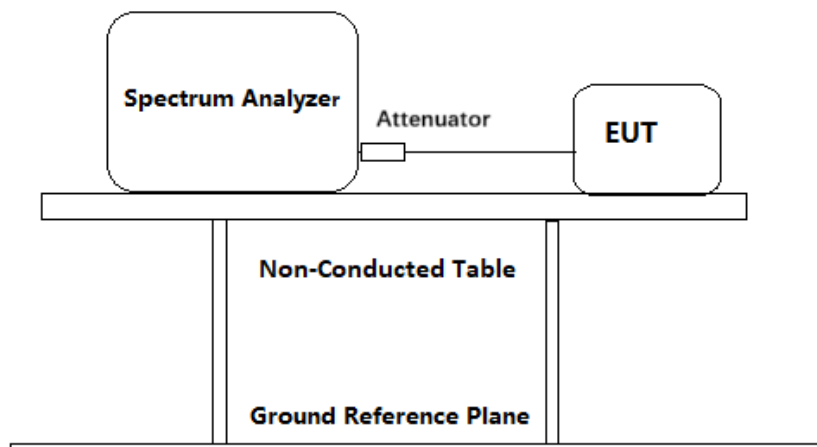 Spectrum Analyzer
Attenuator
EUT
Non-Conducted Table
Ground Reference Plane